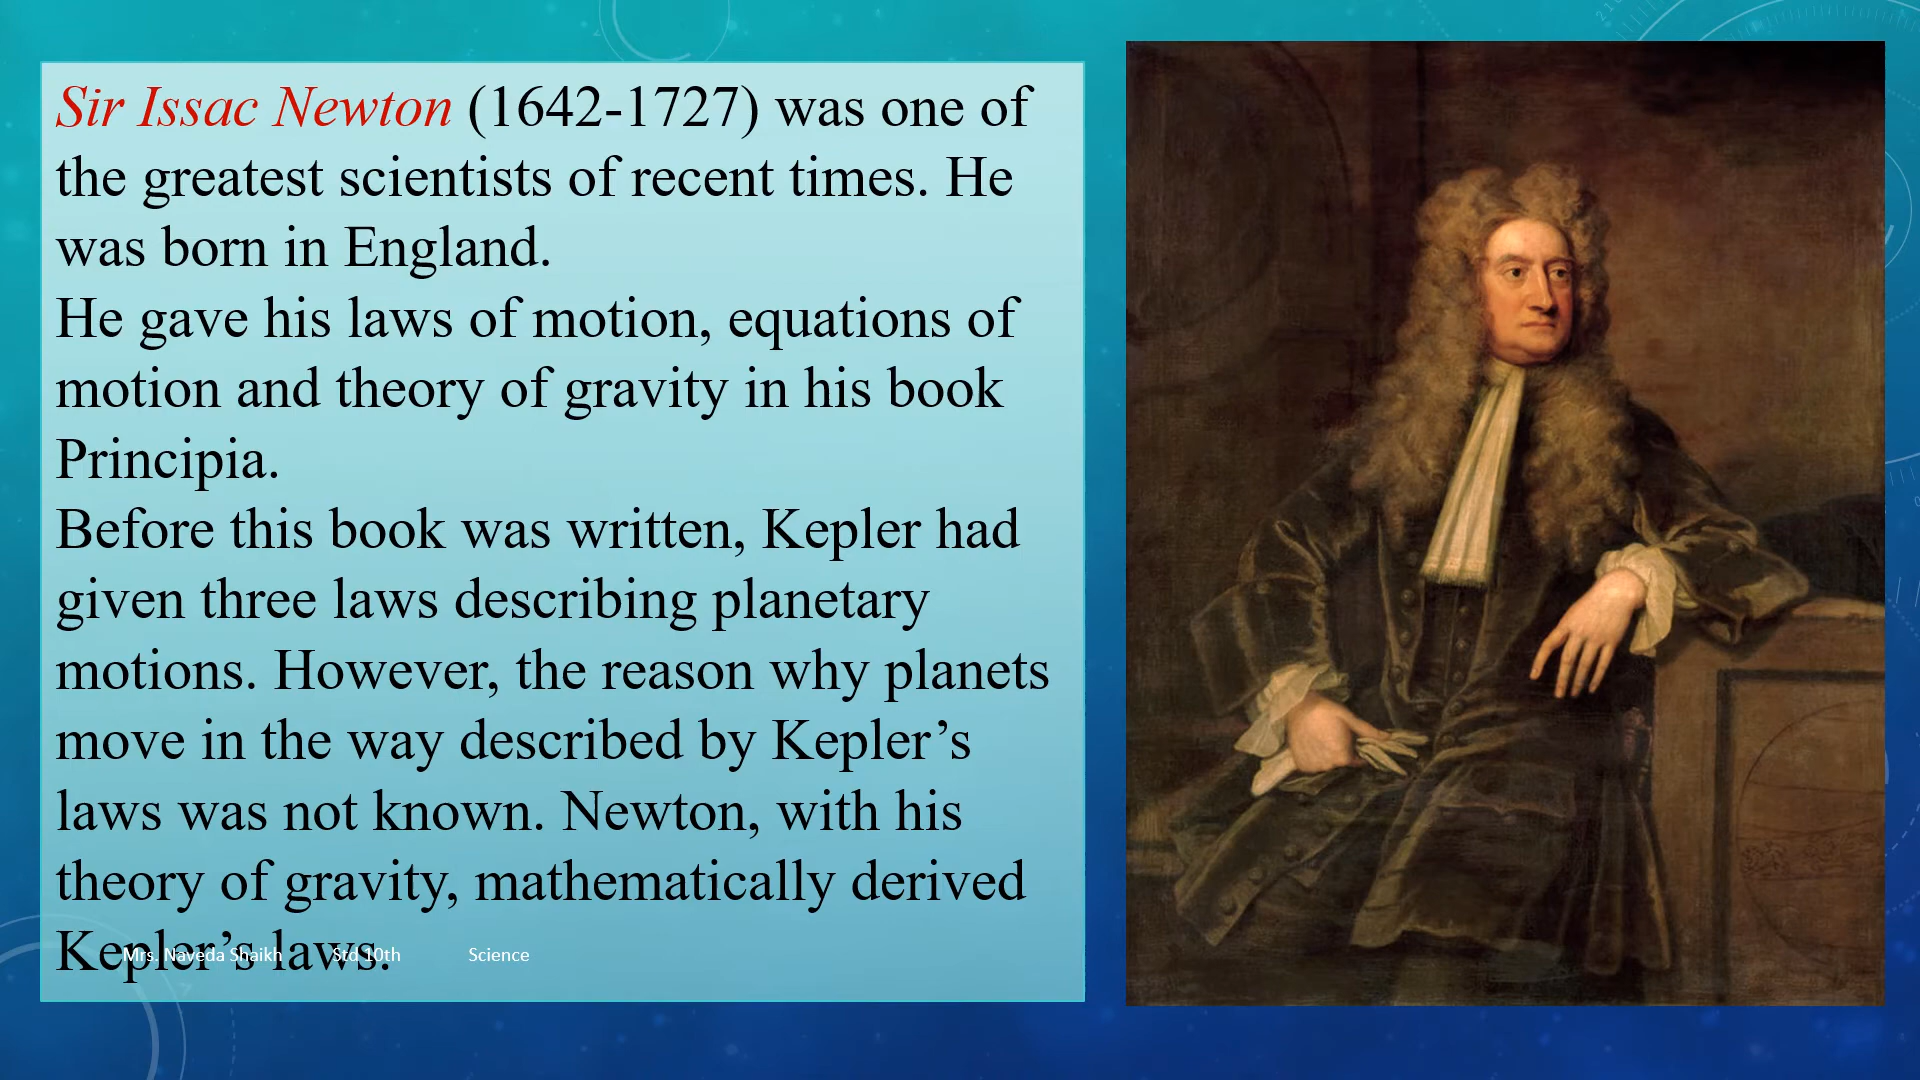 Sir Issac Newton (1642-1727) was one of
the greatest scientists of recent times. He
was born in England.
He gave his laws of motion, equations of
motion and theory of gravity in his book
Principia.
Before this book was written, Kepler had
given three laws describing planetary
motions. However, the reason why planets
move in the way described by Kepler’s
laws was not known. Newton, with his
theory of gravity, mathematically derived
Kepler’s laws.
Mrs. Naveda Shaikh Std 10th Science